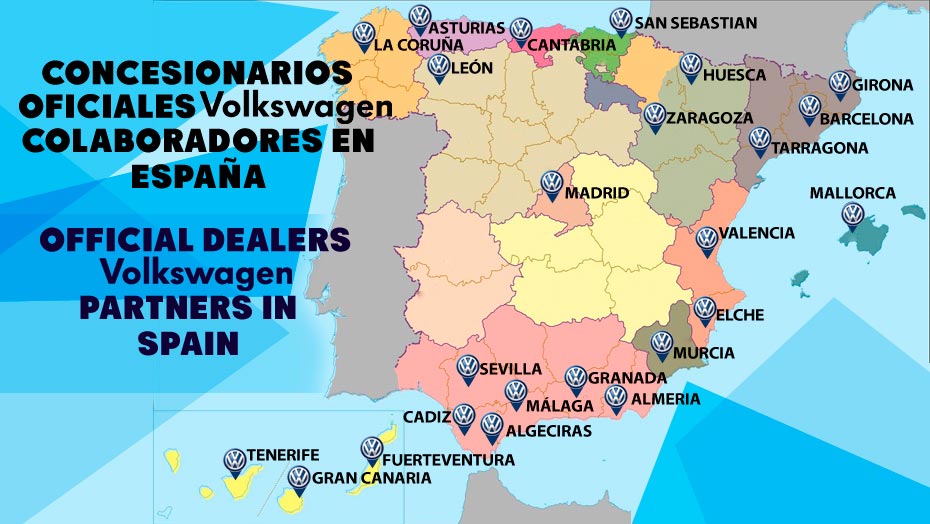 CONCESIONARIOS
OFICIALES Volkswagen
COLABORADORES EN
ESPAÑA
OFFICIAL DEALERS
Volkswagen
PARTNERS IN
SPAIN
LA CORUÑA
ASTURIAS
CANTABRIA
SAN SEBASTIAN
LEÓN
HUESCA
GIRONA
ZARAGOZA
BARCELONA
TARRAGONA
MADRID
MALLORCA
VALENCIA
ELCHE
MURCIA
SEVILLA
GRANADA
MÁLAGA
ALMERIA
CADIZ
ALGECIRAS
TENERIFE
FUERTEVENTURA
GRAN CANARIA